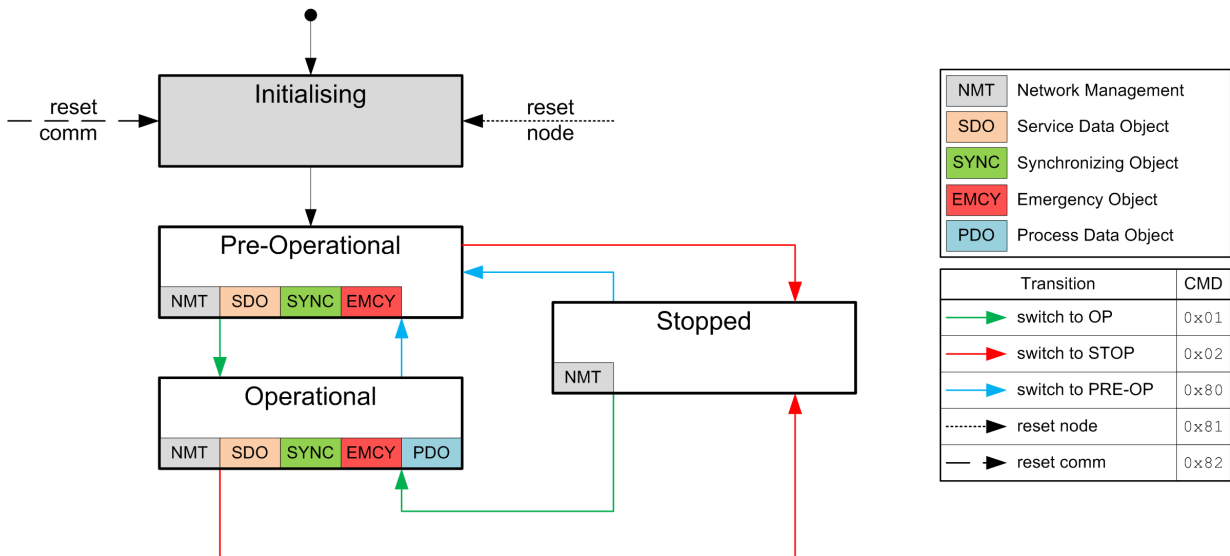 Initialising
reset
comm
reset
node
Pre-Operational
NMT SDO SYNC EMCY
Stopped
NMT
Operational
NMT SDO SYNC EMCY PDO
NMT Network Management
SDO Service Data Object
SYNC Synchronizing Object
EMCY Emergency Object
PDO Process Data Object
Transition CMD
switch to OP 0x01
switch to STOP 0x02
switch to PRE-OP 0x80
reset node 0x81
reset comm 0x82